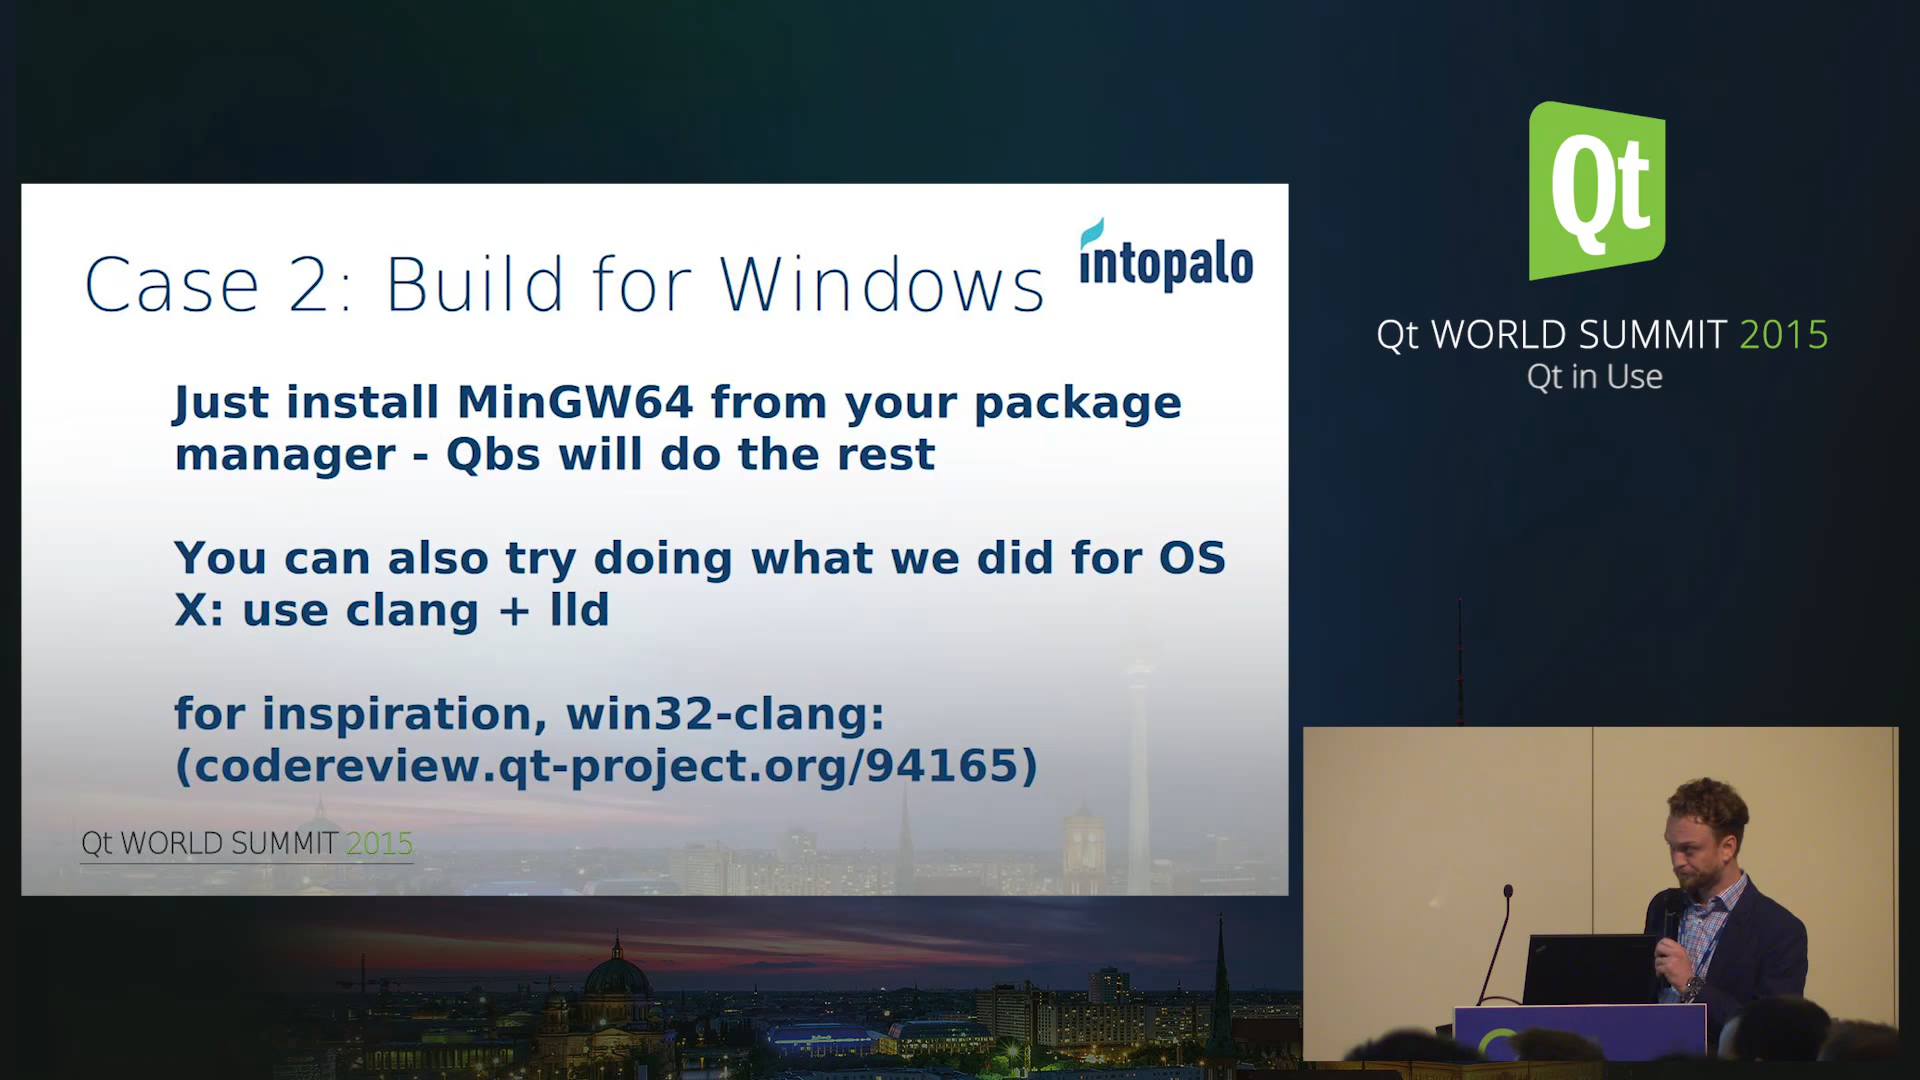 Case 2: Build for Windows
intopalo
Just install MinGW64 from your package
manager - Qbs will do the rest
You can also try doing what we did for OS
X: use clang + lld
for inspiration, win32-clang:
(codereview.qt-project.org/94165)
Qt WORLD SUMMIT 2015
Qt
Qt WORLD SUMMIT 2015
Qt in Use